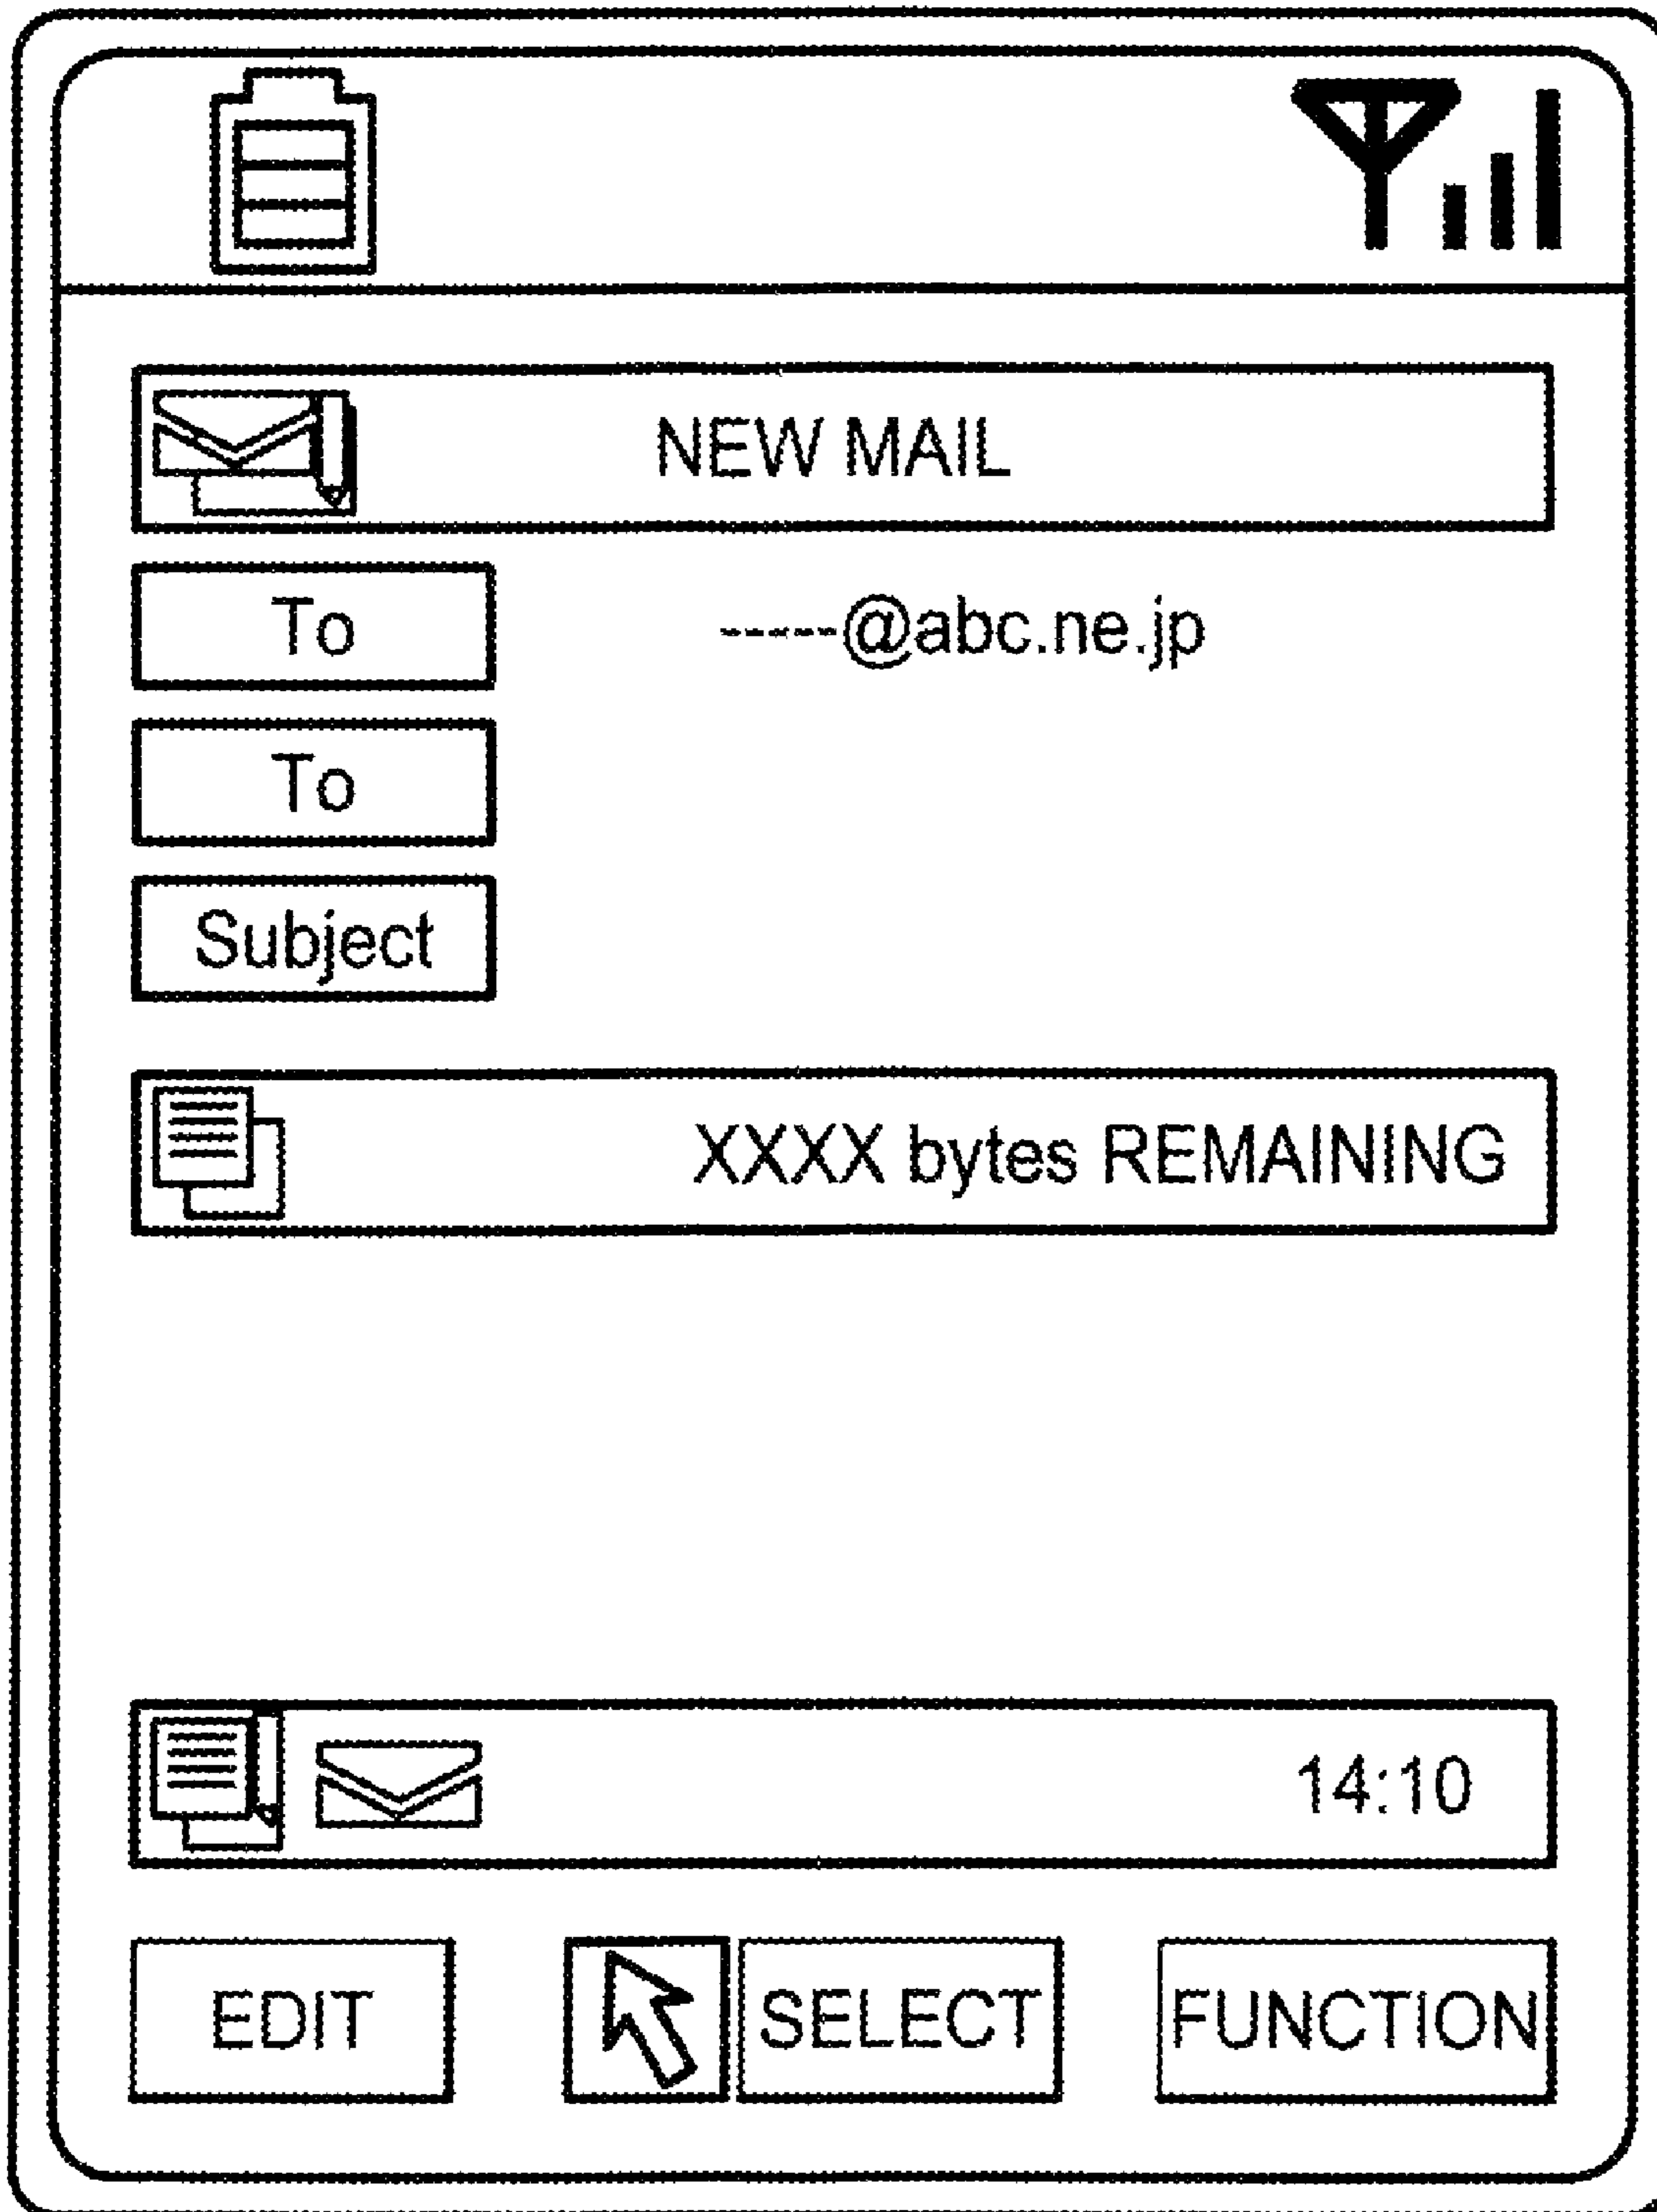 NEW MAIL
To -----@abc.ne.jp
To
Subject
XXXX bytes REMAINING
14:10
EDIT SELECT FUNCTION